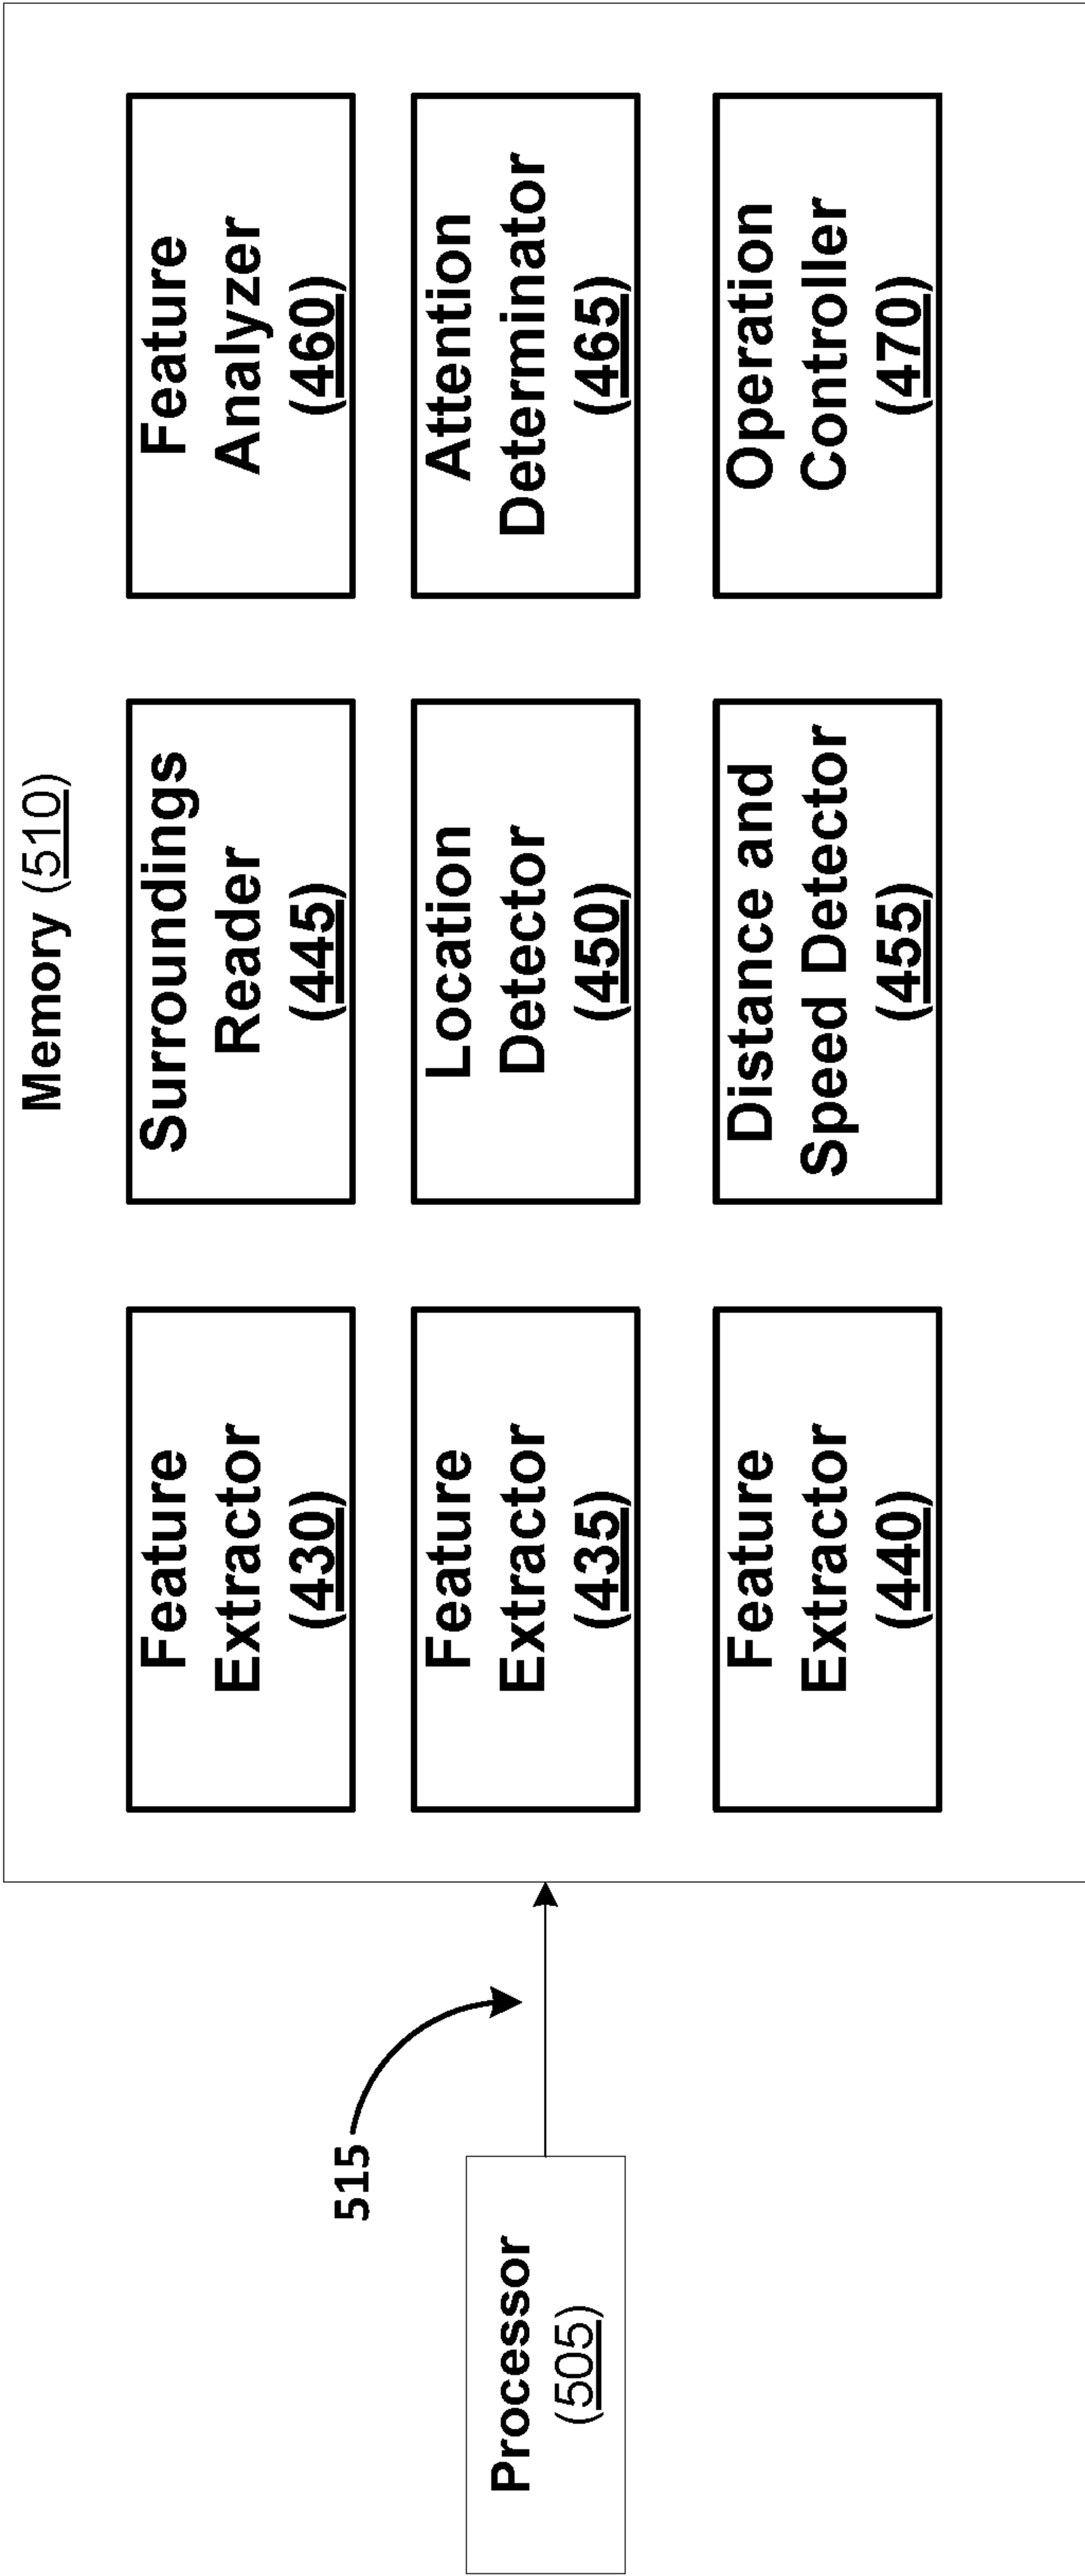 Memory (510)
Feature
Extractor
(430)
Surroundings
Reader
(445)
Feature
Analyzer
(460)
515
Processor
(505)
Feature
Extractor
(435)
Location
Detector
(450)
Attention
Determinator
(465)
Feature
Extractor
(440)
Distance and
Speed Detector
(455)
Operation
Controller
(470)